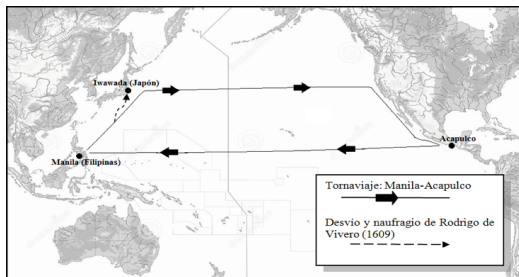 Iwawada (Japón)
Acapulco
Manila (Filipinas)
Tornaviaje: Manila-Acapulco
Desvío y naufragio de Rodrigo de
Vivero (1609)